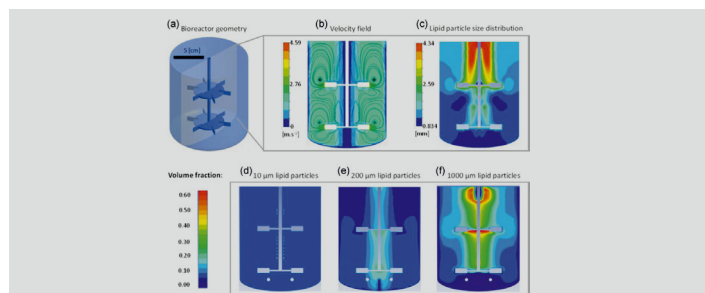 (a) Bioreactor geometry
5 [cm]
(b) Velocity field
4.59
2.76
0
[m.s⁻¹]
(c) Lipid particle size distribution
4.34
2.59
0.834
[mm]
Volume fraction:
0.60
0.50
0.40
0.30
0.20
0.10
0.00
(d) 10 µm lipid particles
(e) 200 µm lipid particles
(f) 1000 µm lipid particles